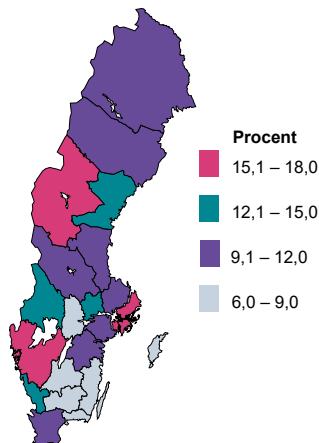 Procent
15,1 – 18,0
12,1 – 15,0
9,1 – 12,0
6,0 – 9,0